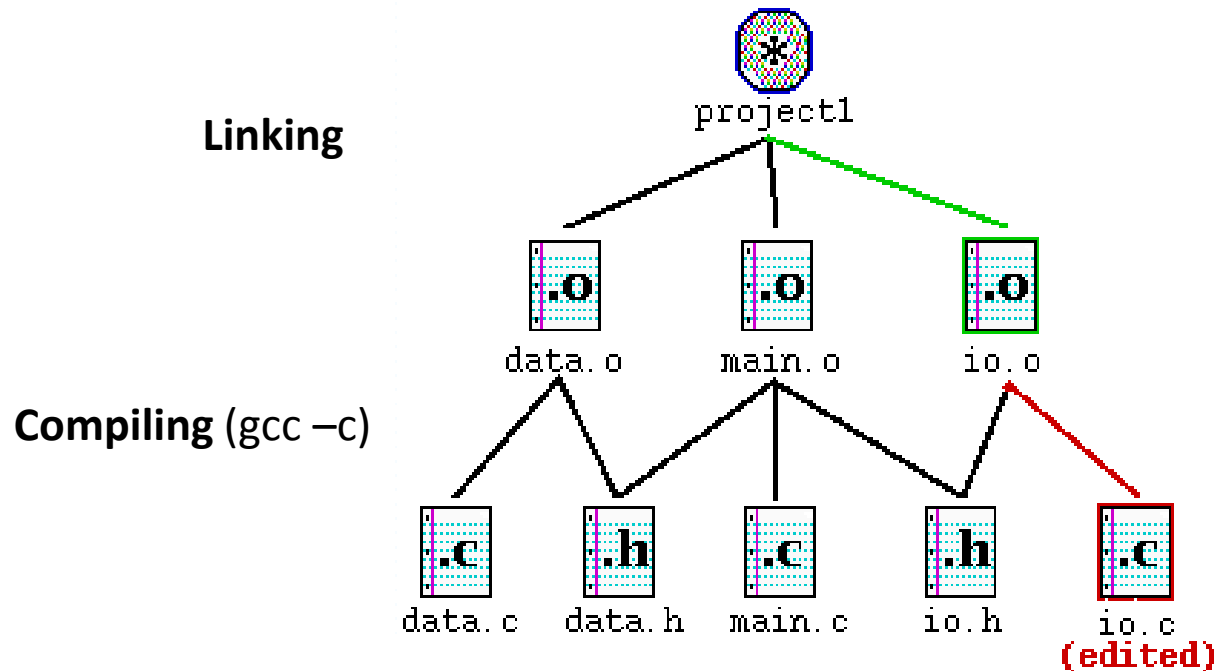 *
project1
Linking
.o .o .o
data.o main.o io.o
Compiling (gcc –c)
.c .h .c .h .c
data.c data.h main.c io.h io.c
(edited)